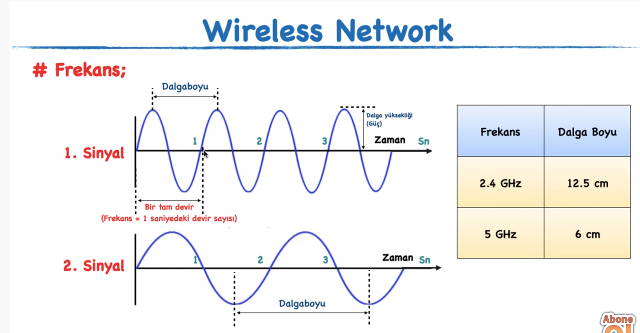 Wireless Network
# Frekans;
Dalgaboyu
Dalga yüksekliği
(Güç)
1 2 3 Zaman Sn
1. Sinyal
Bir tam devir
(Frekans = 1 saniyedeki devir sayısı)
2. Sinyal
1 2 3 Zaman Sn
Dalgaboyu
Frekans Dalga Boyu
2.4 GHz 12.5 cm
5 GHz 6 cm
Abone